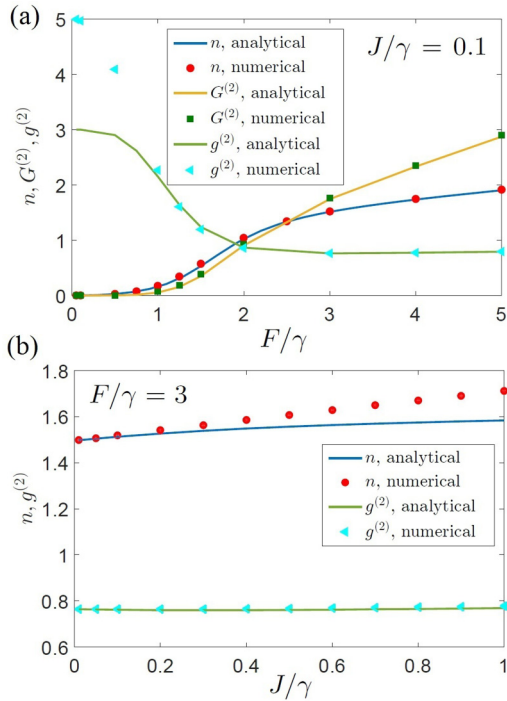 (a)
n, G^(2), g^(2)
5
4
3
2
1
0
n, analytical
n, numerical
G^(2), analytical
G^(2), numerical
g^(2), analytical
g^(2), numerical
J/γ = 0.1
0 1 2 3 4 5
F/γ
(b)
n, g^(2)
1.8
1.6
1.4
1.2
1
0.8
0.6
F/γ = 3
n, analytical
n, numerical
g^(2), analytical
g^(2), numerical
0 0.2 0.4 0.6 0.8 1
J/γ